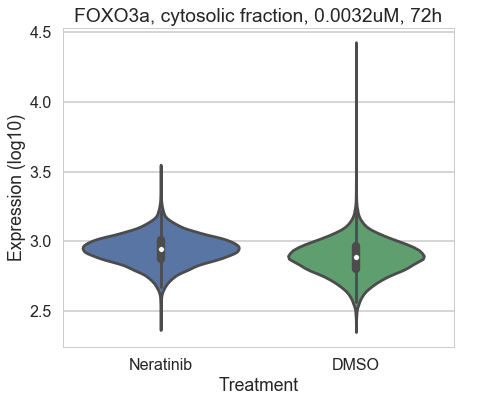 FOXO3a, cytosolic fraction, 0.0032uM, 72h
4.5
4.0
3.5
3.0
2.5
Expression (log10)
Neratinib
DMSO
Treatment